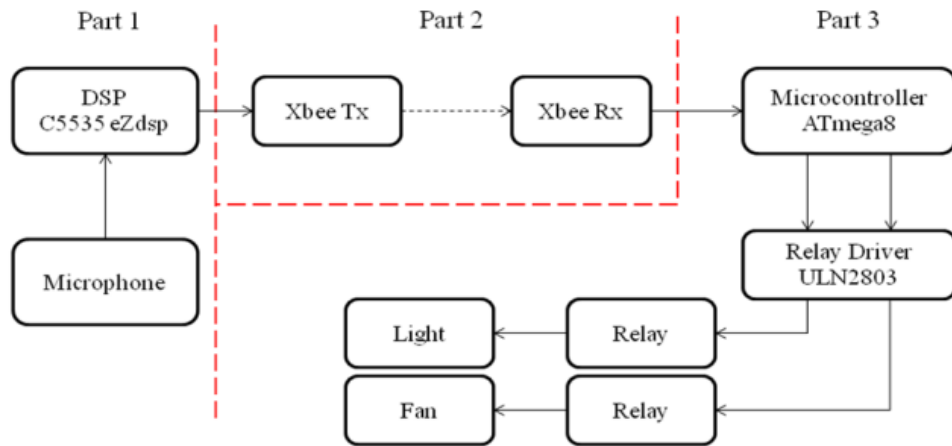 Part 1
Part 2
Part 3
DSP
C5535 eZdsp
Xbee Tx
Xbee Rx
Microcontroller
ATmega8
Microphone
Relay Driver
ULN2803
Light
Relay
Fan
Relay